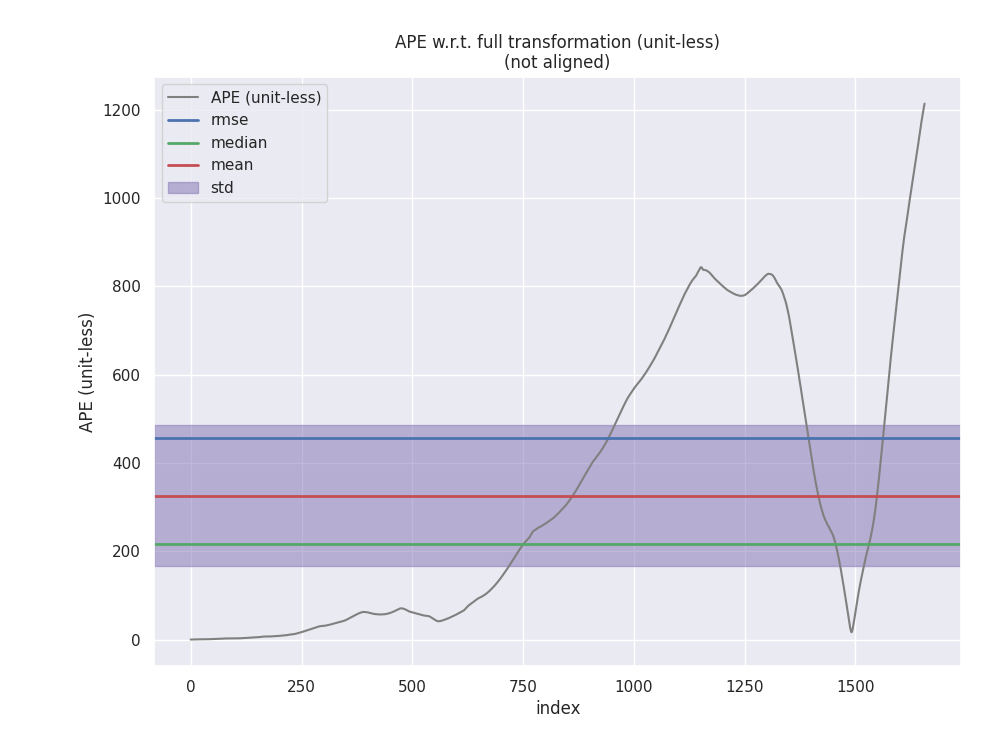 APE w.r.t. full transformation (unit-less)
(not aligned)
APE (unit-less)
rmse
median
mean
std
1200
1000
800
600
400
200
0
APE (unit-less)
0 250 500 750 1000 1250 1500
index